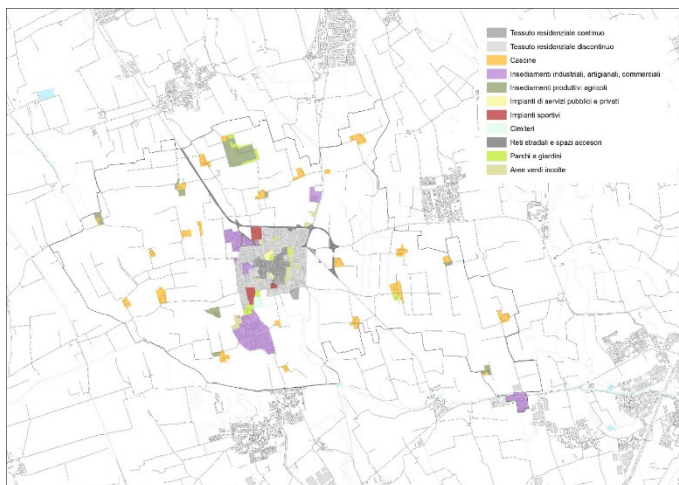 Tessuto residenziale continuo
Tessuto residenziale discontinuo
Cascine
Insediamenti industriali, artigianali, commerciali
Insediamenti produttivi agricoli
Impianti di servizi pubblici e privati
Impianti sportivi
Cimiteri
Reti stradali e spazi accesori
Parchi e giardini
Aree verdi incolte